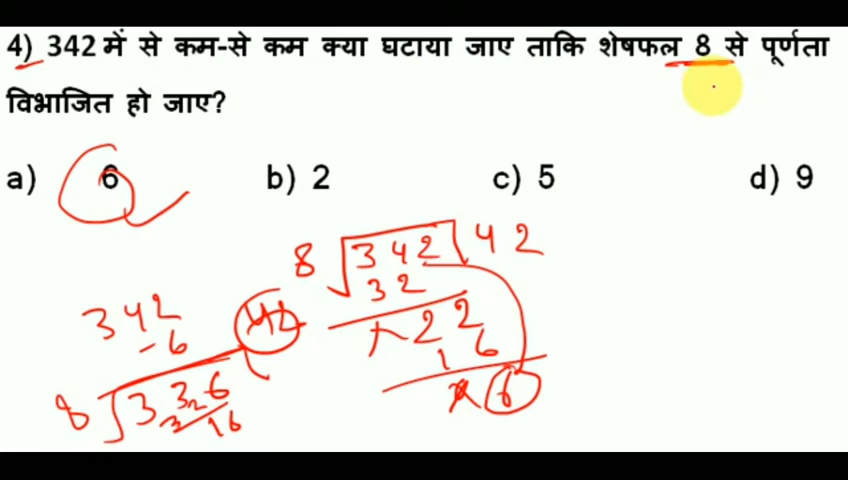 4) 342 में से कम-से कम क्या घटाया जाए ताकि शेषफल 8 से पूर्णता
विभाजित हो जाए?
a) 6 b) 2 c) 5 d) 9
8 342 42
32
22
16
6
342
-6 42
8 336
32
16